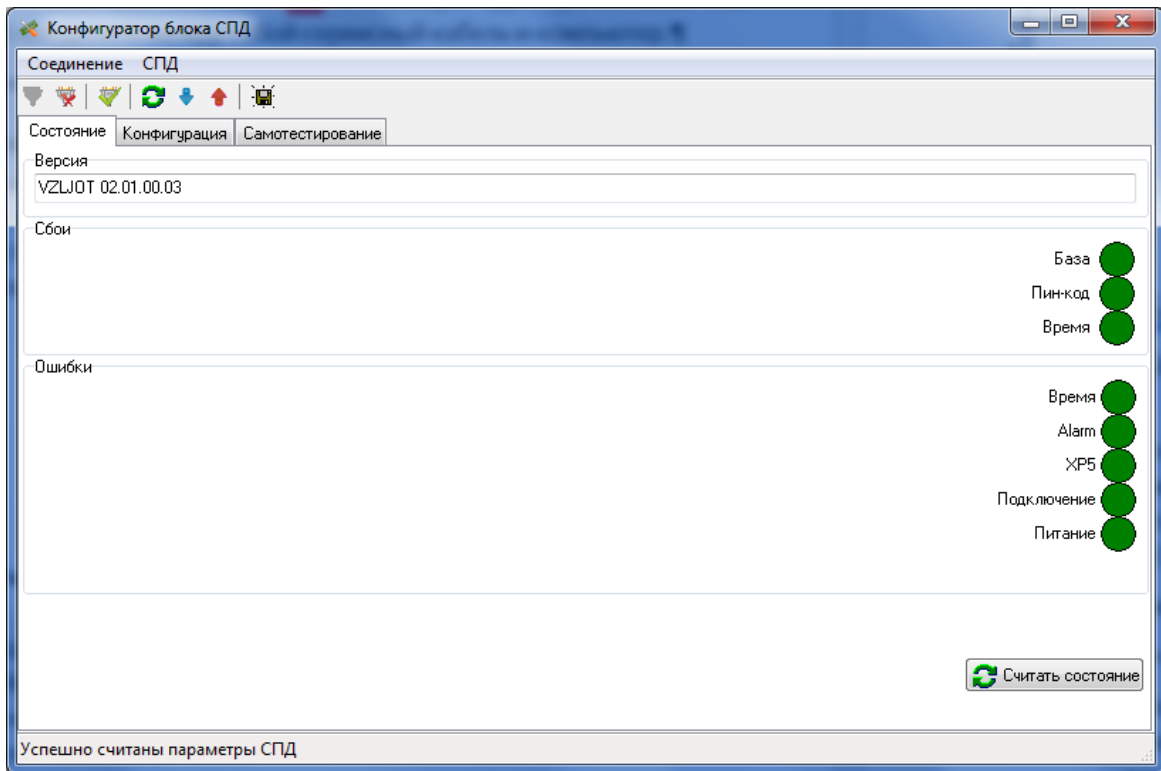 Конфигуратор блока СПД
Соединение СПД
Состояние Конфигурация Самотестирование
Версия
VZLJOT 02.01.00.03
Сбои
База
Пин-код
Время
Ошибки
Время
Alarm
XP5
Подключение
Питание
Считать состояние
Успешно считаны параметры СПД